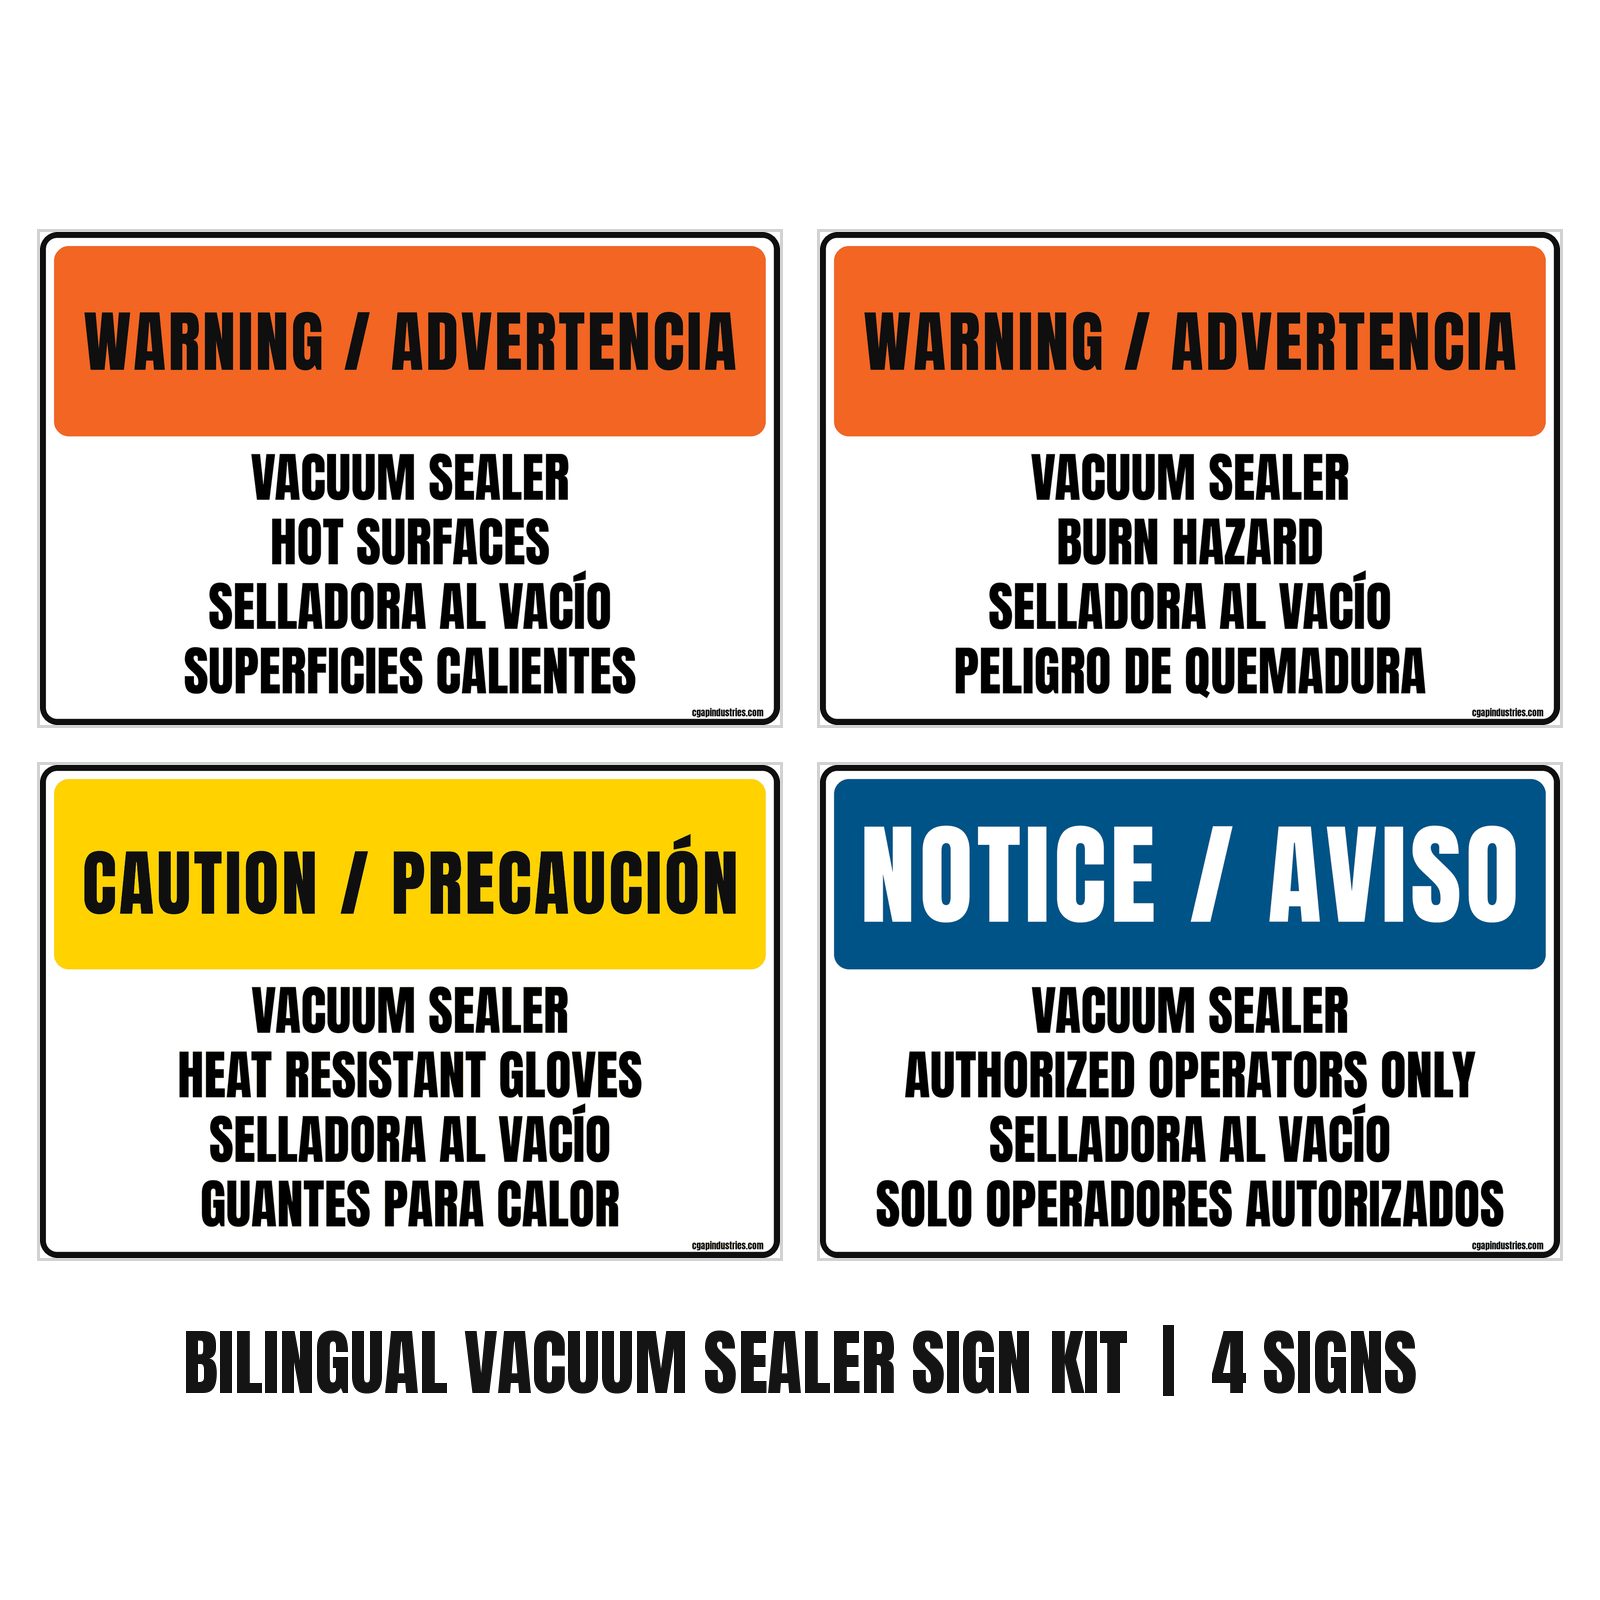 WARNING / ADVERTENCIA
VACUUM SEALER
HOT SURFACES
SELLADORA AL VACÍO
SUPERFICIES CALIENTES
cgapindustries.com
WARNING / ADVERTENCIA
VACUUM SEALER
BURN HAZARD
SELLADORA AL VACÍO
PELIGRO DE QUEMADURA
cgapindustries.com
CAUTION / PRECAUCIÓN
VACUUM SEALER
HEAT RESISTANT GLOVES
SELLADORA AL VACÍO
GUANTES PARA CALOR
cgapindustries.com
NOTICE / AVISO
VACUUM SEALER
AUTHORIZED OPERATORS ONLY
SELLADORA AL VACÍO
SOLO OPERADORES AUTORIZADOS
cgapindustries.com
BILINGUAL VACUUM SEALER SIGN KIT | 4 SIGNS